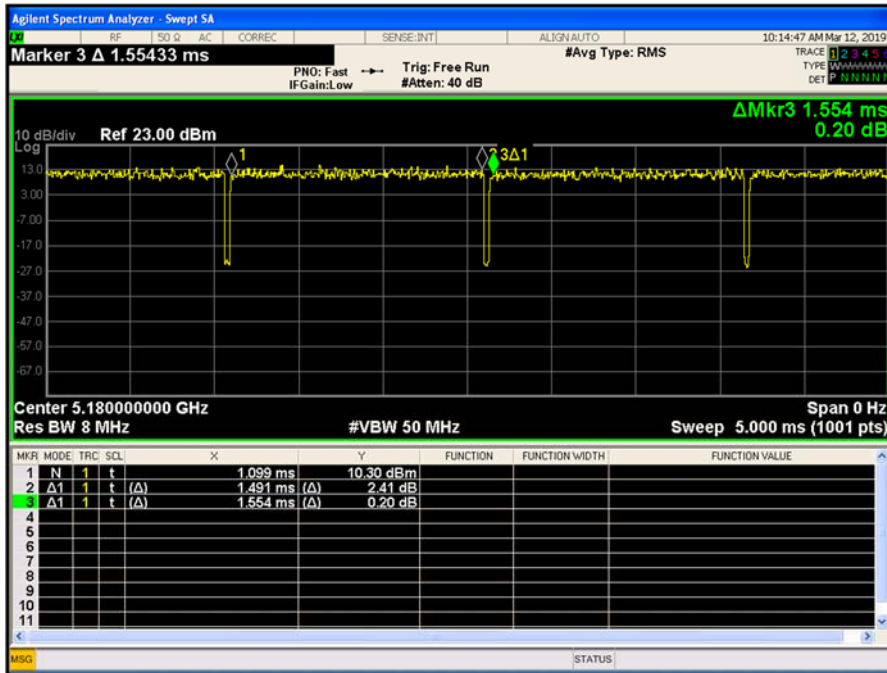 Agilent Spectrum Analyzer - Swept SA
LXI RF 50 Ω AC CORREC SENSE:INT ALIGN AUTO 10:14:47 AM Mar 12, 2019
Marker 3 Δ 1.55433 ms #Avg Type: RMS TRACE 1 2 3 4 5
PNO: Fast Trig: Free Run TYPE W
IFGain:Low #Atten: 40 dB DET P N N N N N
ΔMkr3 1.554 ms
10 dB/div Ref 23.00 dBm 0.20 dB
Log
1 2 3Δ1
13.0
3.00
-7.00
-17.0
-27.0
-37.0
-47.0
-57.0
-67.0
Center 5.180000000 GHz Span 0 Hz
Res BW 8 MHz #VBW 50 MHz Sweep 5.000 ms (1001 pts)
MKR MODE TRC SCL X Y FUNCTION FUNCTION WIDTH FUNCTION VALUE
1 N 1 t 1.099 ms 10.30 dBm
2 Δ1 1 t (Δ) 1.491 ms (Δ) 2.41 dB
3 Δ1 1 t (Δ) 1.554 ms (Δ) 0.20 dB
4
5
6
7
8
9
10
11
MSG STATUS